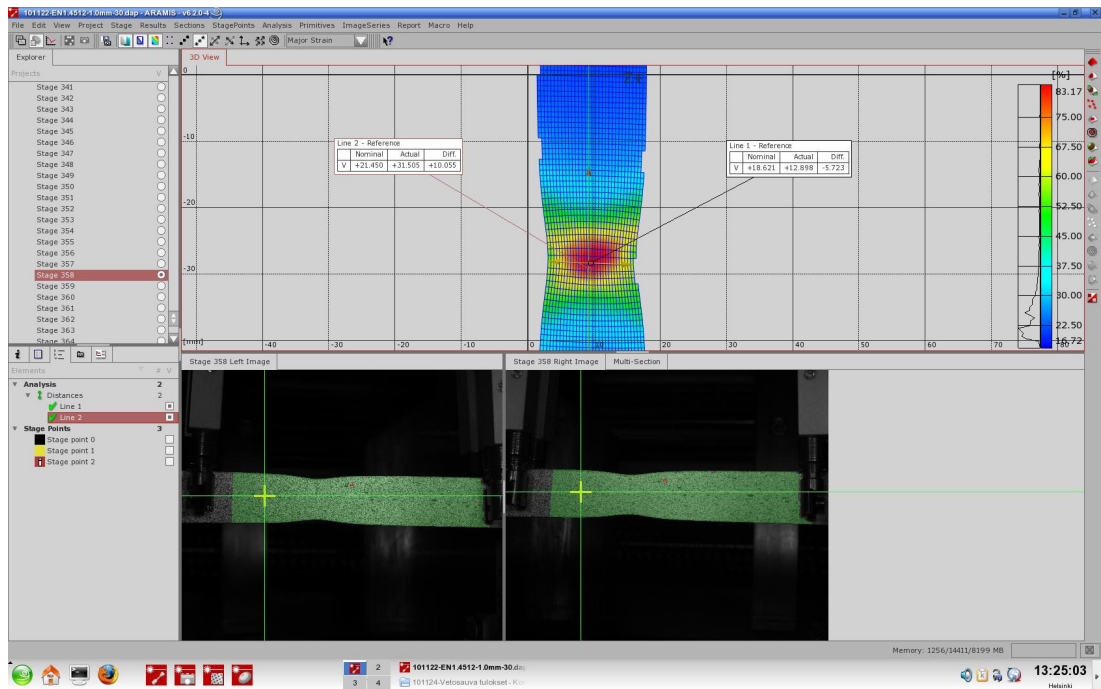 101122-EN1.4512-1.0mm-30.dap - ARAMIS - v6.2.0-4
File Edit View Project Stage Results Sections StagePoints Analysis Primitives ImageSeries Report Macro Help
Major Strain
Explorer
Projects V
Stage 341
Stage 342
Stage 343
Stage 344
Stage 345
Stage 346
Stage 347
Stage 348
Stage 349
Stage 350
Stage 351
Stage 352
Stage 353
Stage 354
Stage 355
Stage 356
Stage 357
Stage 358
Stage 359
Stage 360
Stage 361
Stage 362
Stage 363
Stage 364
Elements # V
Analysis 2
Distances 2
Line 1
Line 2
Stage Points 3
Stage point 0
Stage point 1
Stage point 2
3D View
0
-10
-20
-30
[mm] -40 -30 -20 -10 0 10 20 30 40 50 60 70 80
Line 2 - Reference
Nominal Actual Diff.
V +21.450 +31.505 +10.055
Line 1 - Reference
Nominal Actual Diff.
V +18.621 +12.898 -5.723
[%]
83.17
75.00
67.50
60.00
52.50
45.00
37.50
30.00
22.50
16.72
Stage 358 Left Image
Stage 358 Right Image Multi-Section
Memory: 1256/14411/8199 MB
2
3 4
101122-EN1.4512-1.0mm-30.da
101124-Vetosauva tulokset - Ko
13:25:03
Helsinki